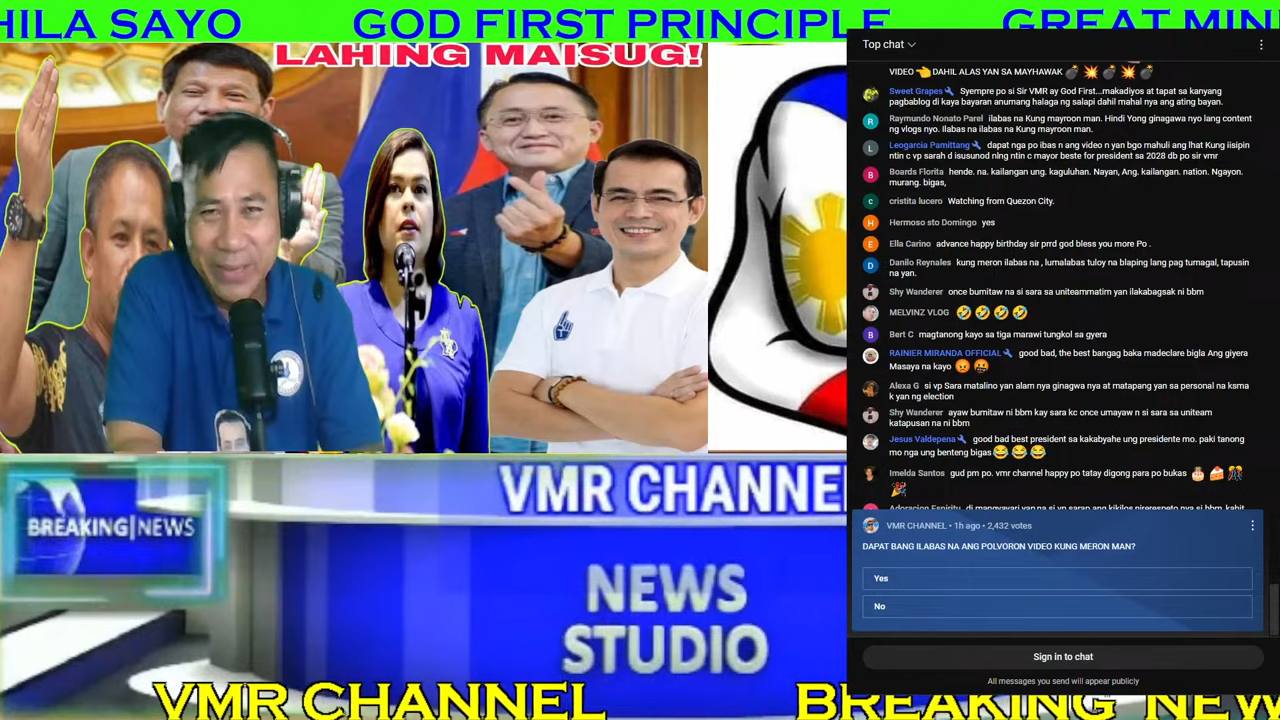 HILA SAYO GOD FIRST PRINCIPLE GREAT MIN
LAHING MAISUG!
BREAKING|NEWS
VMR CHANNE
NEWS
STUDIO
VMR CHANNEL BREAKING NEW
Top chat
VIDEO 👈 DAHIL ALAS YAN SA MAYHAWAK 💣 💥 💣 💥 💣
Sweet Grapes Syempre po si Sir VMR ay God First...makadiyos at tapat sa kanyang
pagbablog di kaya bayaran anumang halaga ng salapi dahil mahal nya ang ating bayan.
Raymundo Nonato Parel ilabas na Kung mayroon man. Hindi Yong ginagawa nyo lang content
ng vlogs nyo. Ilabas na ilabas na Kung mayroon man.
Leogarcia Pamittang dapat nga po ibas n ang video n yan bgo mahuli ang lhat Kung iisipin
ntin c vp sarah d isusunod nlng ntin c mayor beste for president sa 2028 db po sir vmr
Boards Florita hende. na. kailangan ung. kaguluhan. Nayan, Ang. kailangan. nation. Ngayon.
murang. bigas,
cristita lucero Watching from Quezon City.
Hermoso sto Domingo yes
Ella Carino advance happy birthday sir prrd god bless you more Po .
Danilo Reynales kung meron ilabas na , lumalabas tuloy na blaping lang pag tumagal, tapusin
na yan.
Shy Wanderer once bumitaw na si sara sa uniteammatim yan ilakabagsak ni bbm
MELVINZ VLOG 🤣 🤣 🤣 🤣
Bert C magtanong kayo sa tiga marawi tungkol sa gyera
RAINIER MIRANDA OFFICIAL good bad, the best bangag baka madeclare bigla Ang giyera
Masaya na kayo 😡 🤬
Alexa G si vp Sara matalino yan alam nya ginagwa nya at matapang yan sa personal na ksma
k yan ng election
Shy Wanderer ayaw bumitaw ni bbm kay sara kc once umayaw n si sara sa uniteam
katapusan na ni bbm
Jesus Valdepena good bad best president sa kakabyahe ung presidente mo. paki tanong
mo nga ung benteng bigas 😂 😂 😂
Imelda Santos gud pm po. vmr channel happy po tatay digong para po bukas 🎂 🍰 🎊
🎉
VMR CHANNEL • 1h ago • 2,432 votes
DAPAT BANG ILABAS NA ANG POLVORON VIDEO KUNG MERON MAN?
Yes
No
Sign in to chat
All messages you send will appear publicly